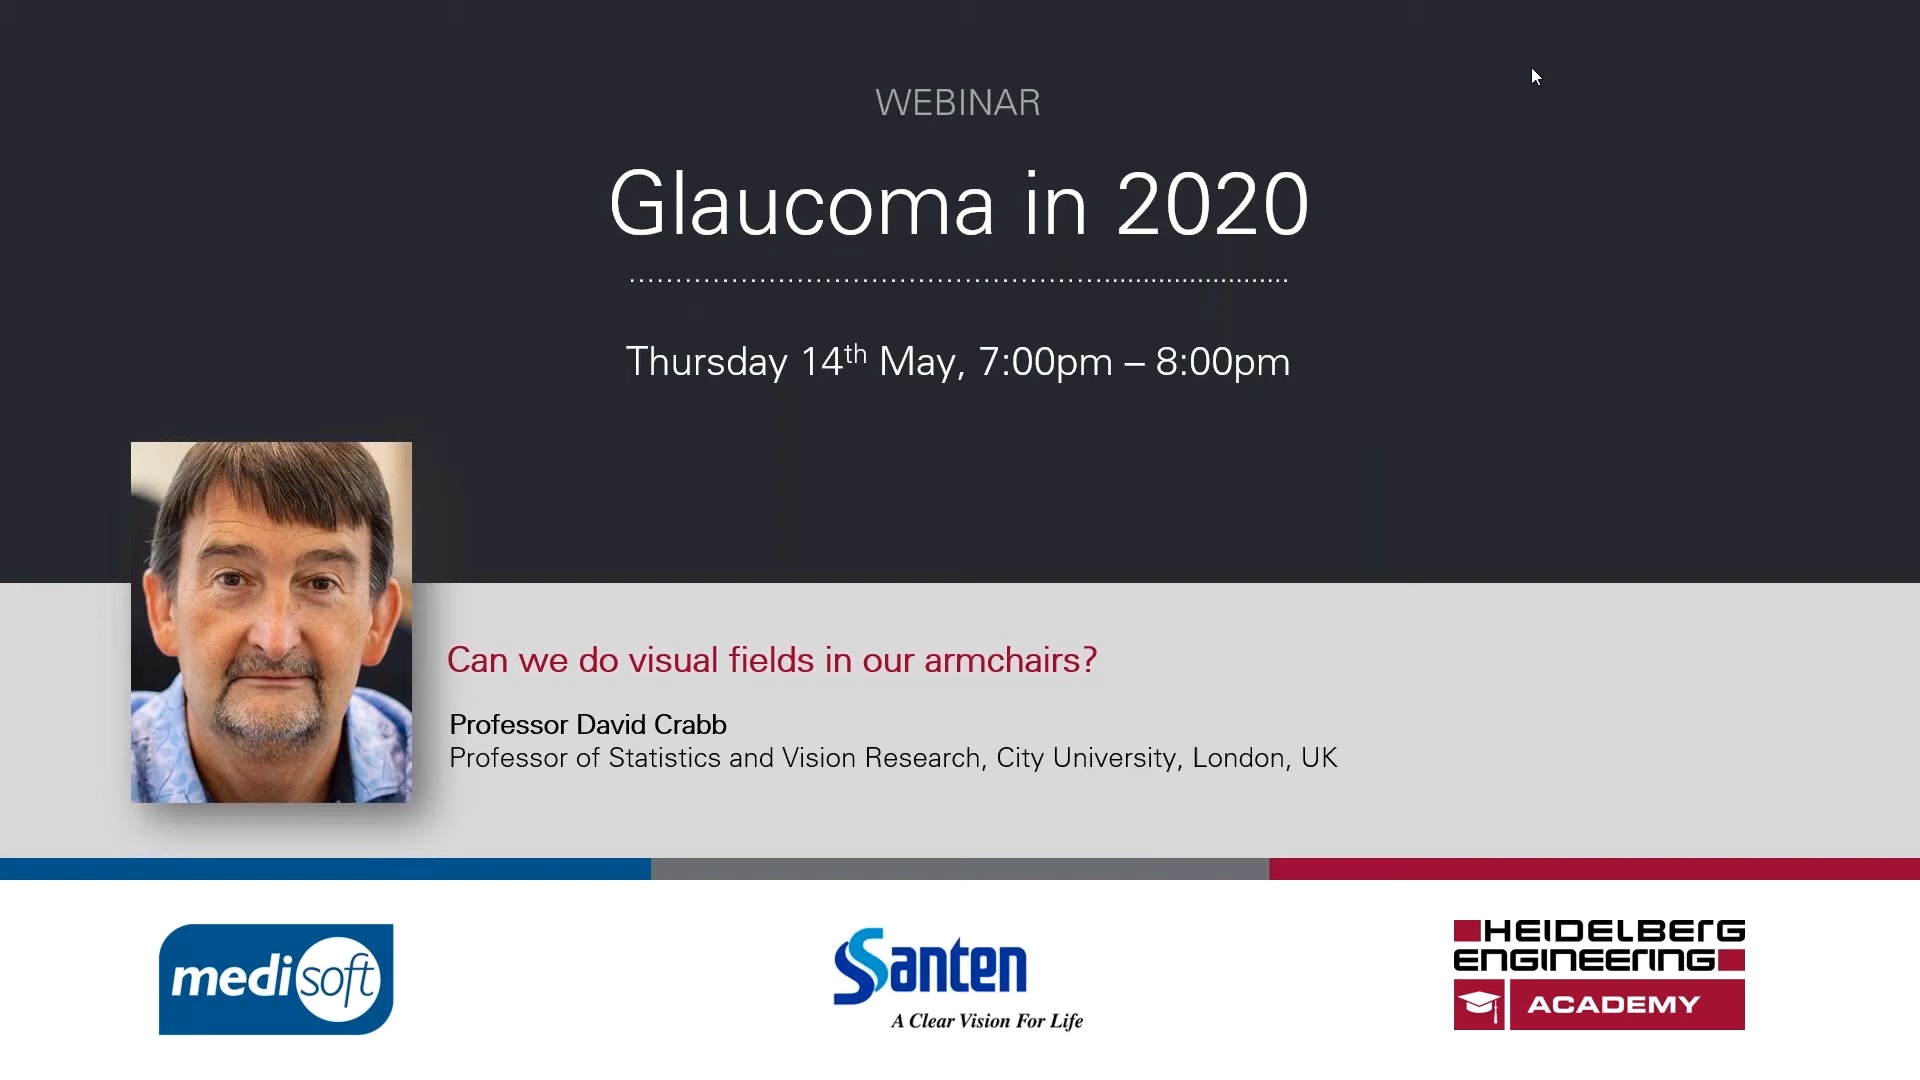 WEBINAR
Glaucoma in 2020
Thursday 14th May, 7:00pm – 8:00pm
Can we do visual fields in our armchairs?
Professor David Crabb
Professor of Statistics and Vision Research, City University, London, UK
medisoft
Santen
A Clear Vision For Life
HEIDELBERG
ENGINEERING
ACADEMY